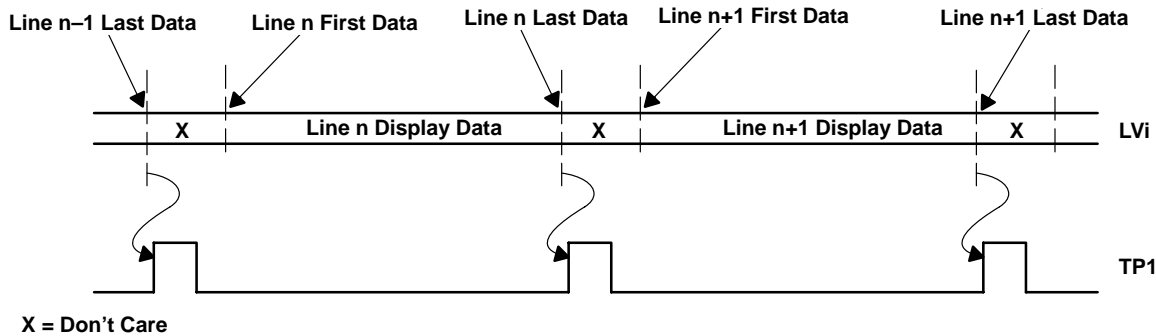 Line n–1 Last Data
Line n First Data
Line n Last Data
Line n+1 First Data
Line n+1 Last Data
X
Line n Display Data
X
Line n+1 Display Data
X
LVi
TP1
X = Don't Care